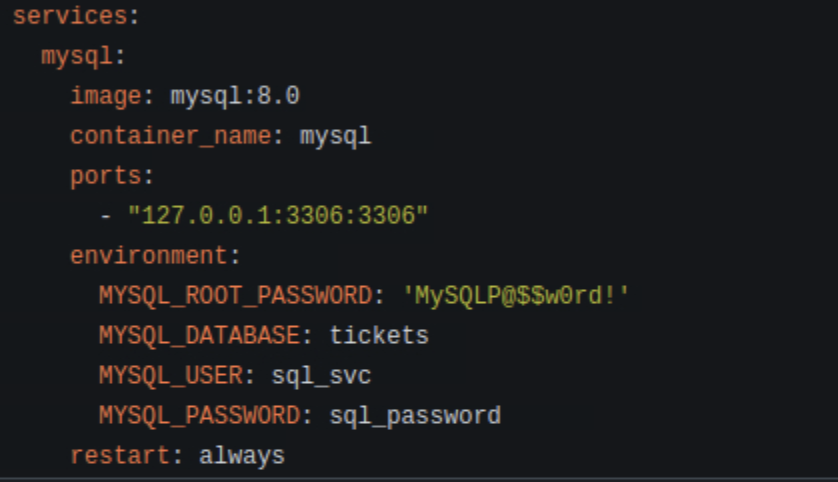 services:
  mysql:
    image: mysql:8.0
    container_name: mysql
    ports:
      - "127.0.0.1:3306:3306"
    environment:
      MYSQL_ROOT_PASSWORD: 'MySQLP@$$w0rd!'
      MYSQL_DATABASE: tickets
      MYSQL_USER: sql_svc
      MYSQL_PASSWORD: sql_password
    restart: always